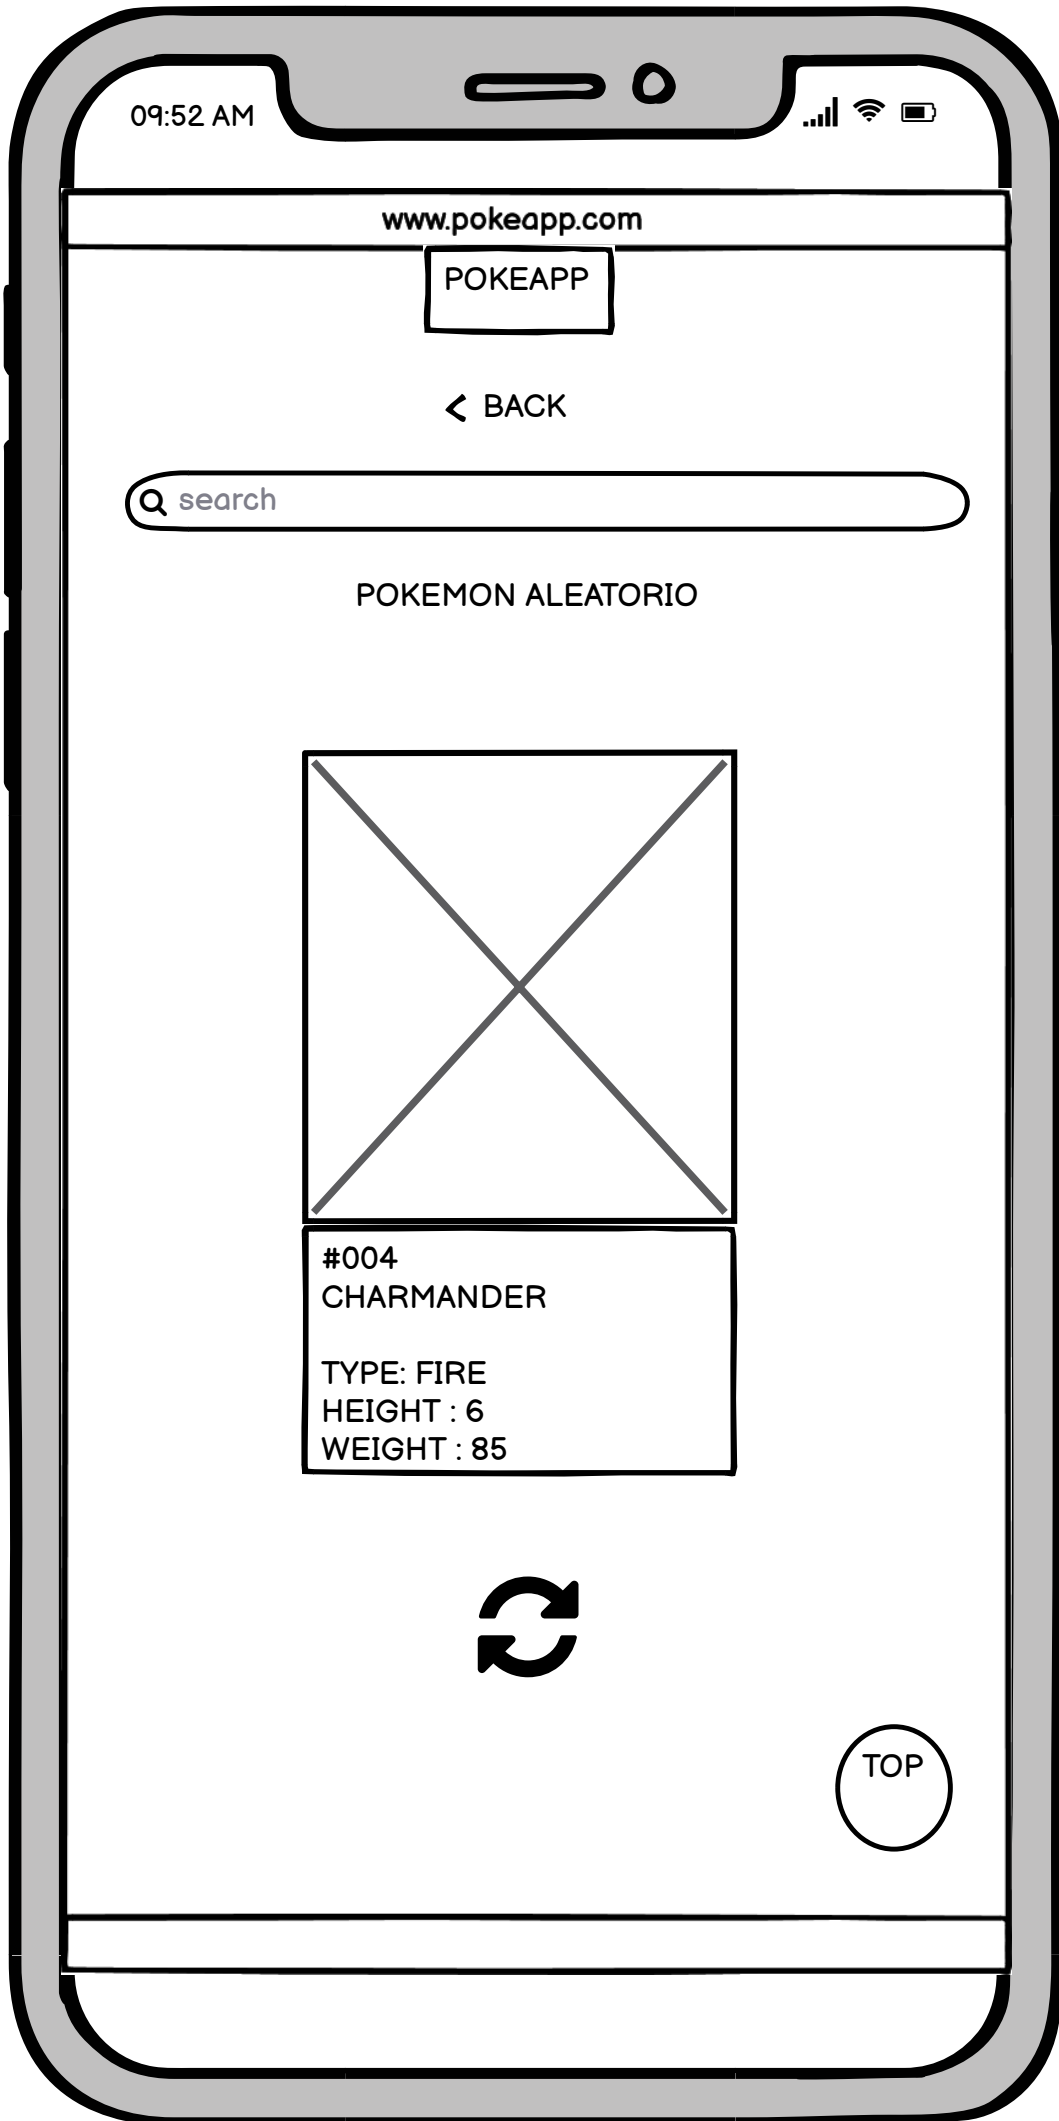 09:52 AM
www.pokeapp.com
POKEAPP
< BACK
search
POKEMON ALEATORIO
#004
CHARMANDER
TYPE: FIRE
HEIGHT : 6
WEIGHT : 85
TOP